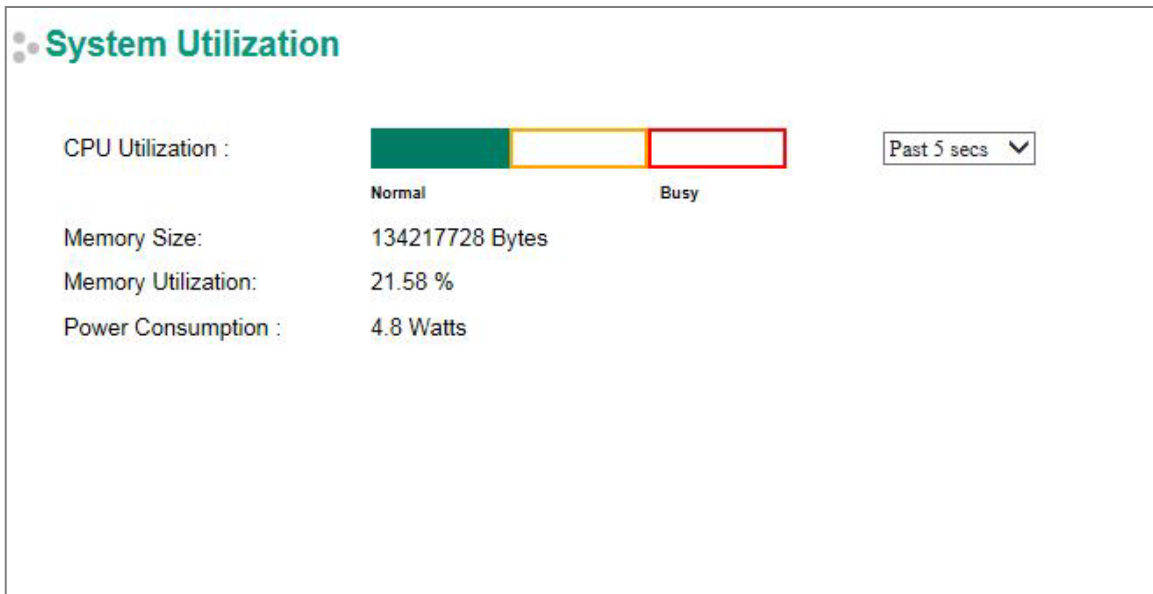 System Utilization
CPU Utilization :
Past 5 secs
Normal
Busy
Memory Size:
134217728 Bytes
Memory Utilization:
21.58 %
Power Consumption :
4.8 Watts